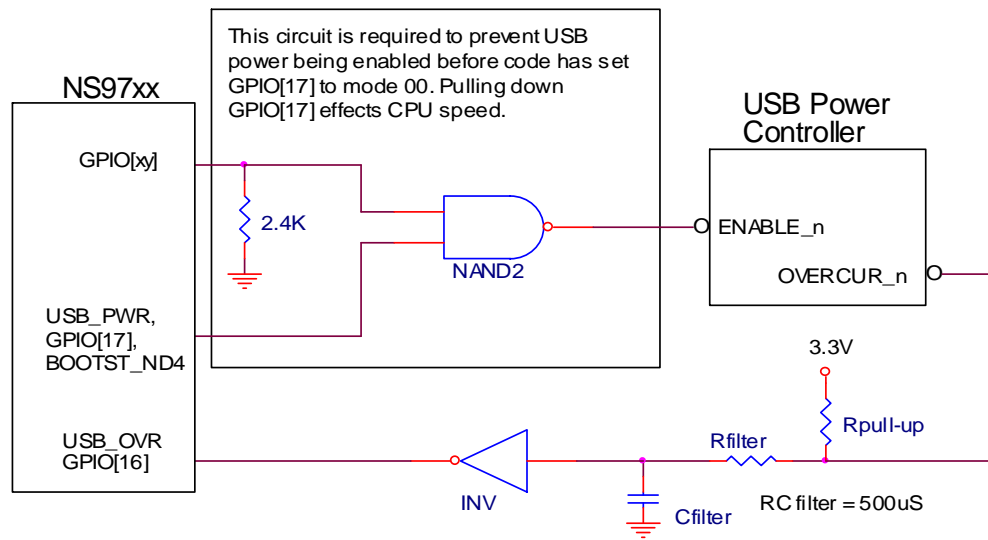 This circuit is required to prevent USB
power being enabled before code has set
GPIO[17] to mode 00. Pulling down
GPIO[17] effects CPU speed.
NS97xx
USB Power
Controller
GPIO[xy]
2.4K
NAND2
ENABLE_n
OVERCUR_n
USB_PWR,
GPIO[17],
BOOTST_ND4
3.3V
Rpull-up
Rfilter
USB_OVR
GPIO[16]
INV
Cfilter
RC filter = 500uS